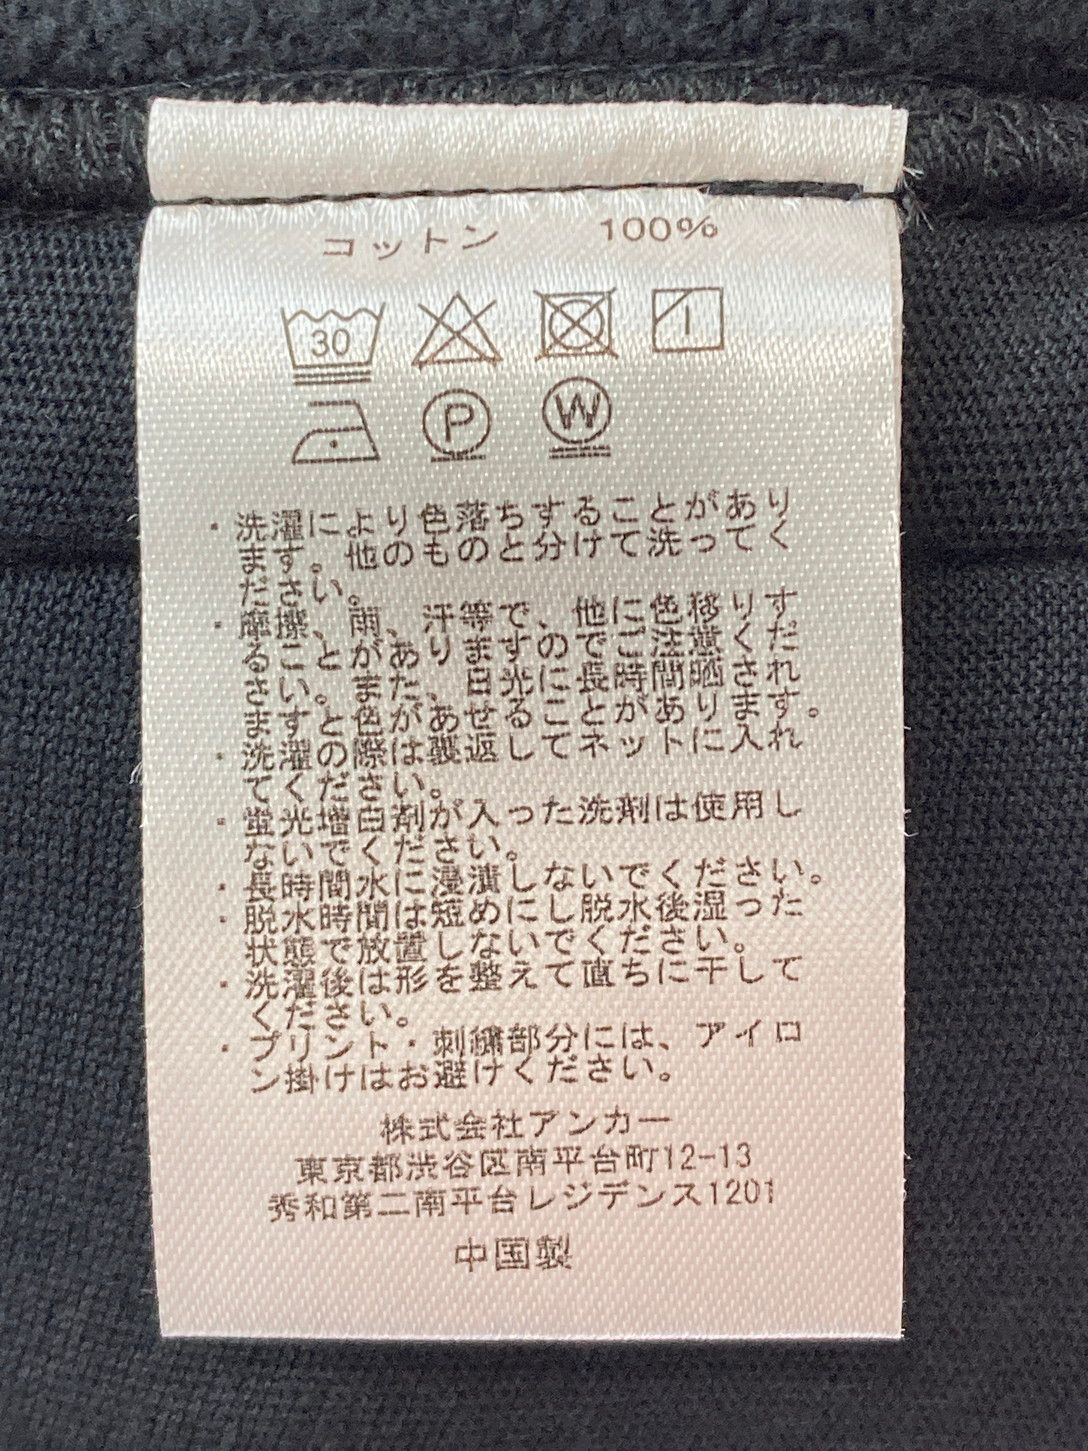 コットン 100%
30
P W
・洗濯により色落ちすることがあり
ます。他のものと分けて洗ってく
ださい。
・摩擦、雨、汗等で、他に色移りす
ることがありますのでご注意くだ
さい。また、日光に長時間晒され
ますと色があせることがあります。
・洗濯の際は裏返してネットに入れ
てください。
・蛍光増白剤が入った洗剤は使用し
ないでください。
・長時間水に浸漬しないでください。
・脱水時間は短めにし脱水後湿った
状態で放置しないでください。
・洗濯後は形を整えて直ちに干して
ください。
・プリント・刺繍部分には、アイロ
ン掛けはお避けください。
株式会社アンカー
東京都渋谷区南平台町12-13
秀和第二南平台レジデンス1201
中国製